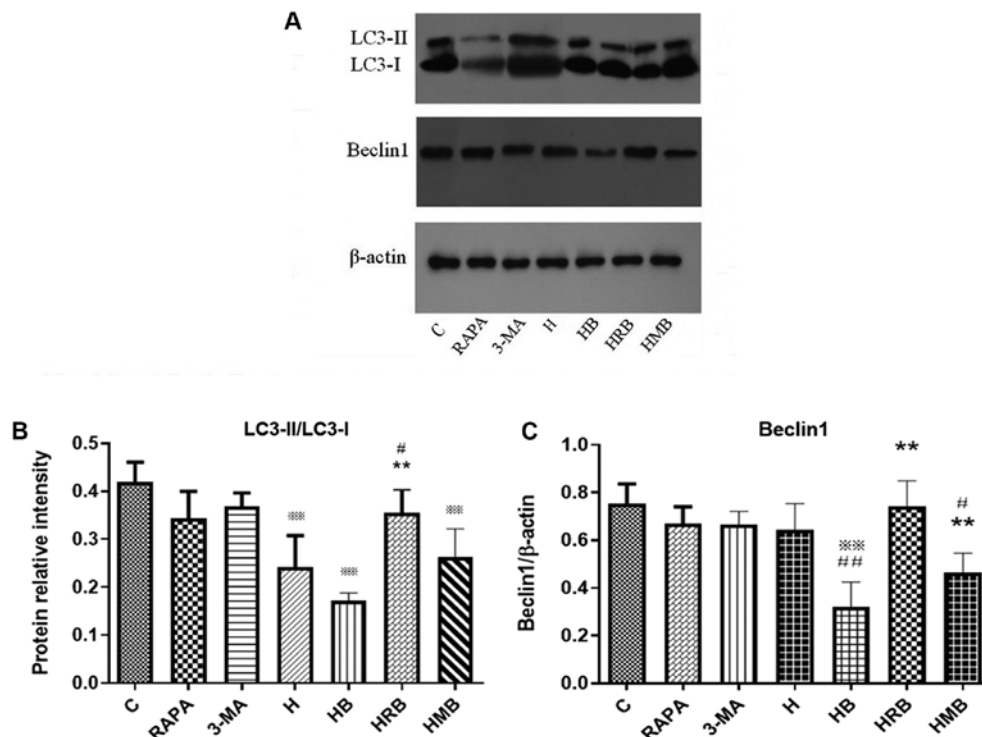 A
LC3-II
LC3-I
Beclin1
β-actin
C RAPA 3-MA H HB HRB HMB
B
LC3-II/LC3-I
Protein relative intensity
0.5
0.4
0.3
0.2
0.1
0.0
※※
※※
#
**
※※
C RAPA 3-MA H HB HRB HMB
C
Beclin1
Beclin1/β-actin
1.0
0.8
0.6
0.4
0.2
0.0
※※
##
**
#
**
C RAPA 3-MA H HB HRB HMB